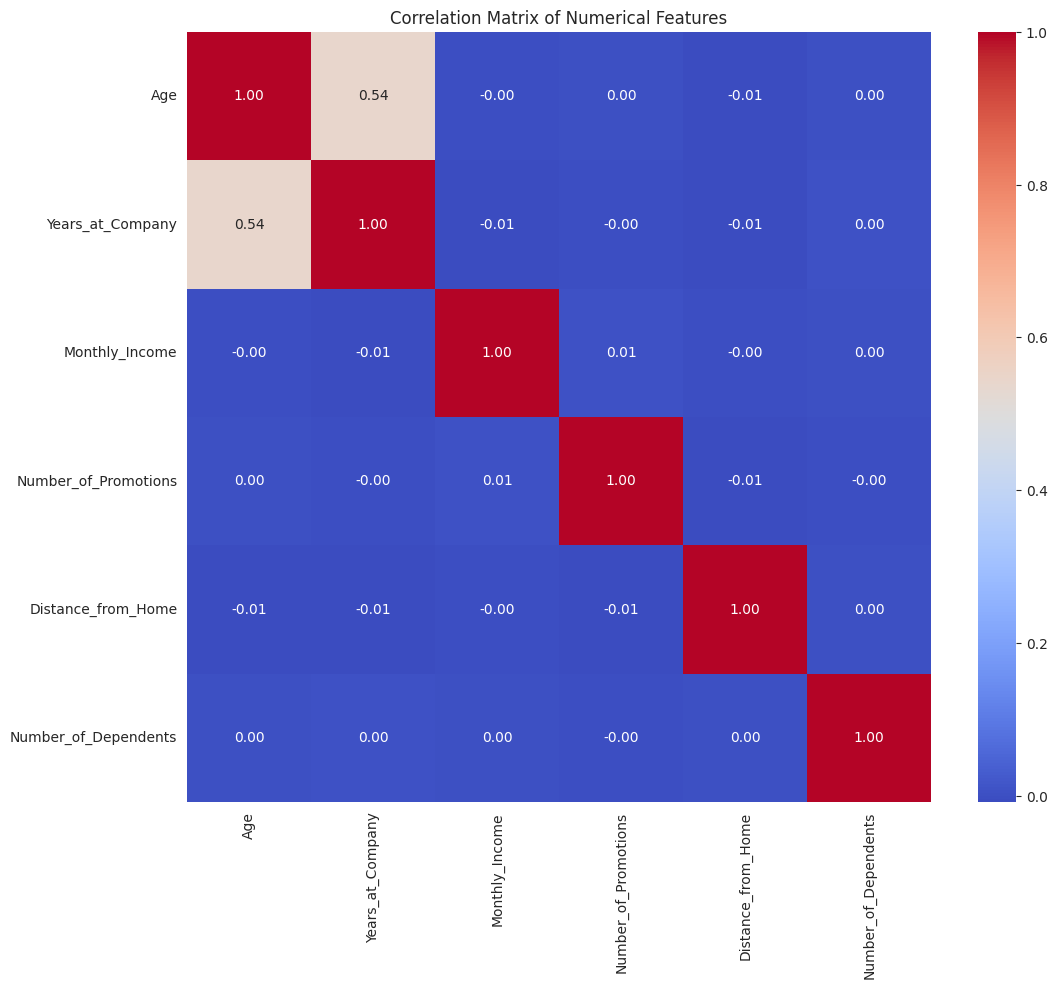 Correlation Matrix of Numerical Features
Age 1.00 0.54 -0.00 0.00 -0.01 0.00
Years_at_Company 0.54 1.00 -0.01 -0.00 -0.01 0.00
Monthly_Income -0.00 -0.01 1.00 0.01 -0.00 0.00
Number_of_Promotions 0.00 -0.00 0.01 1.00 -0.01 -0.00
Distance_from_Home -0.01 -0.01 -0.00 -0.01 1.00 0.00
Number_of_Dependents 0.00 0.00 0.00 -0.00 0.00 1.00
Age
Years_at_Company
Monthly_Income
Number_of_Promotions
Distance_from_Home
Number_of_Dependents
1.0
0.8
0.6
0.4
0.2
0.0